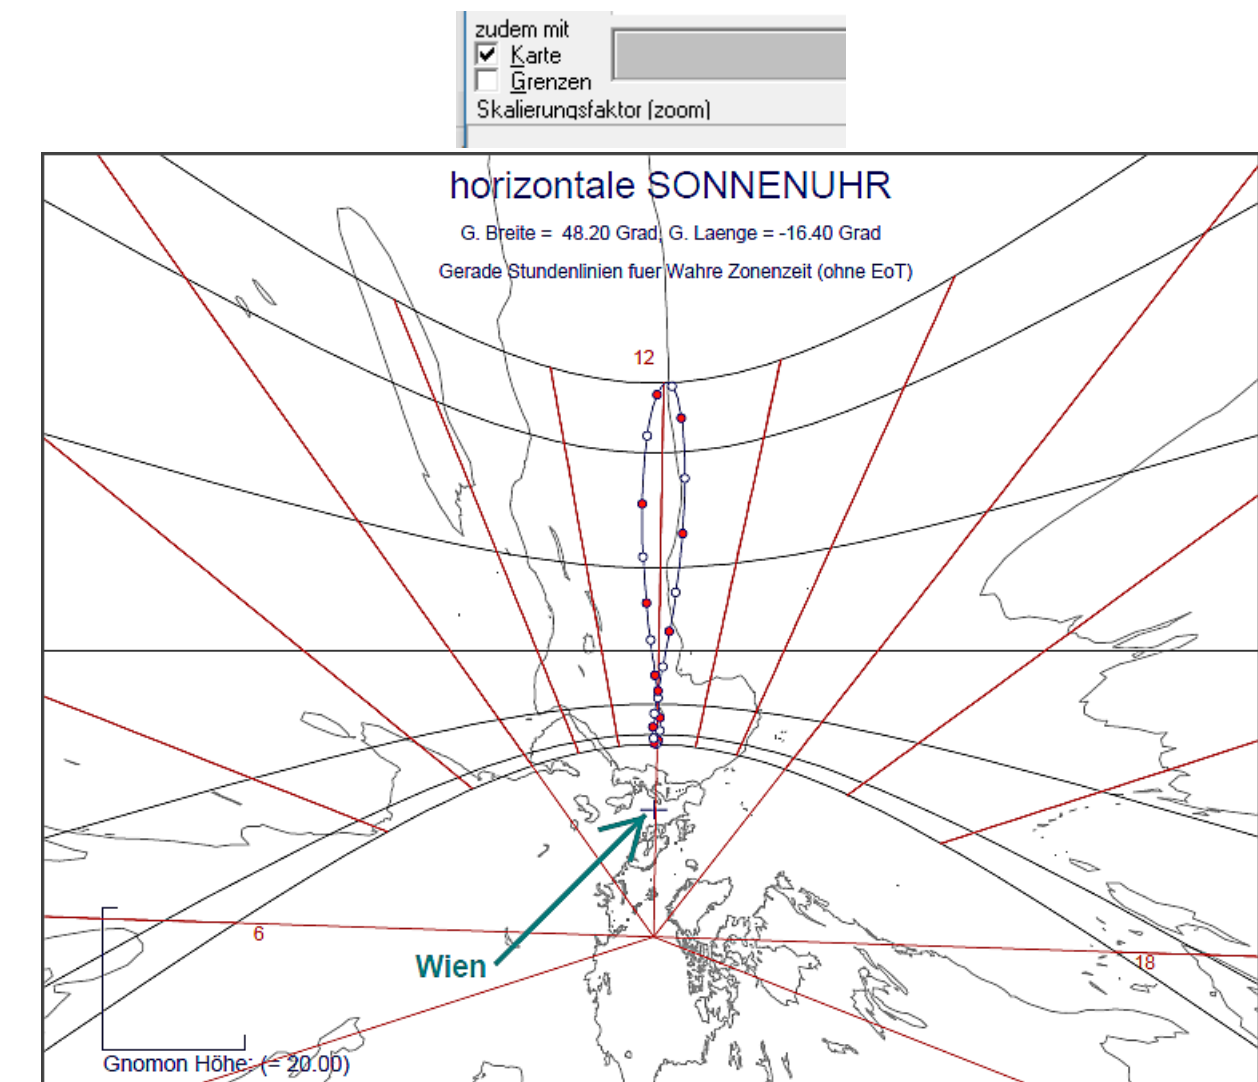 zudem mit
Karte
Grenzen
Skalierungsfaktor (zoom)
horizontale SONNENUHR
G. Breite = 48.20 Grad, G. Laenge = -16.40 Grad
Gerade Stundenlinien fuer Wahre Zonenzeit (ohne EoT)
12
6
Wien
18
Gnomon Höhe: (= 20.00)